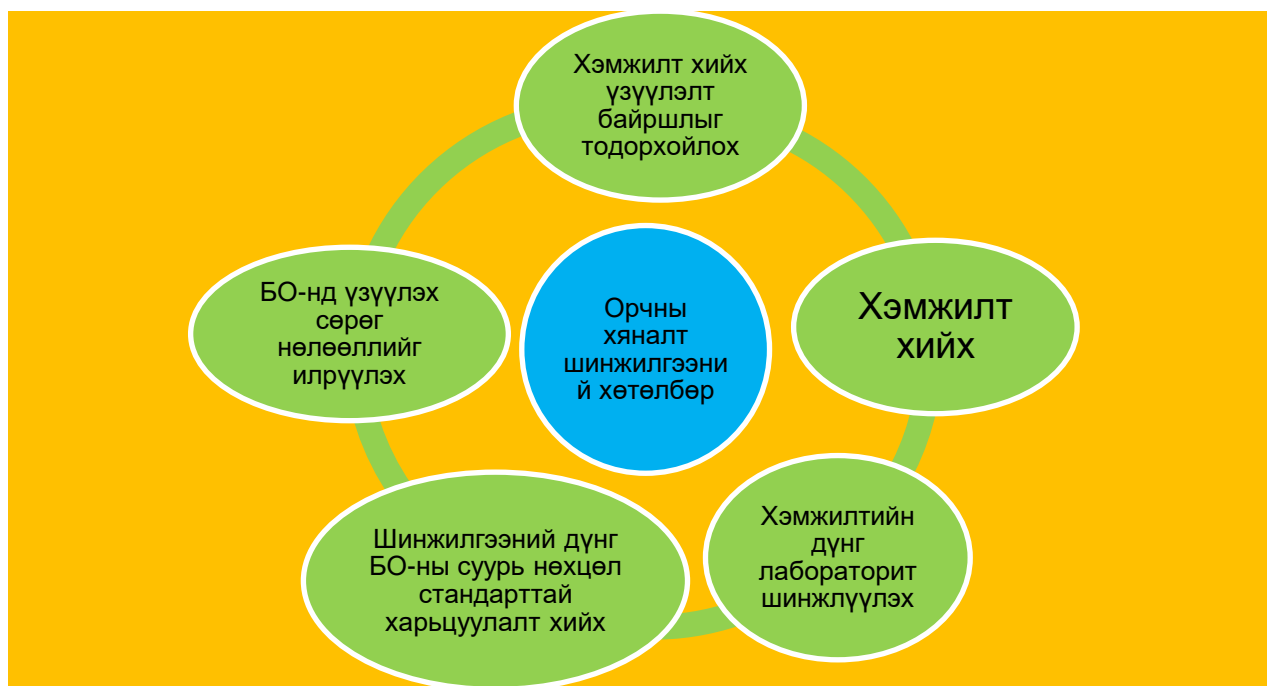 Хэмжилт хийх
үзүүлэлт
байршлыг
тодорхойлох
Хэмжилт
хийх
Хэмжилтийн
дүнг
лабораторит
шинжлүүлэх
Шинжилгээний дүнг
БО-ны суурь нөхцөл
стандарттай
харьцуулалт хийх
БО-нд үзүүлэх
сөрөг
нөлөөллийг
илрүүлэх
Орчны
хяналт
шинжилгээни
й хөтөлбөр